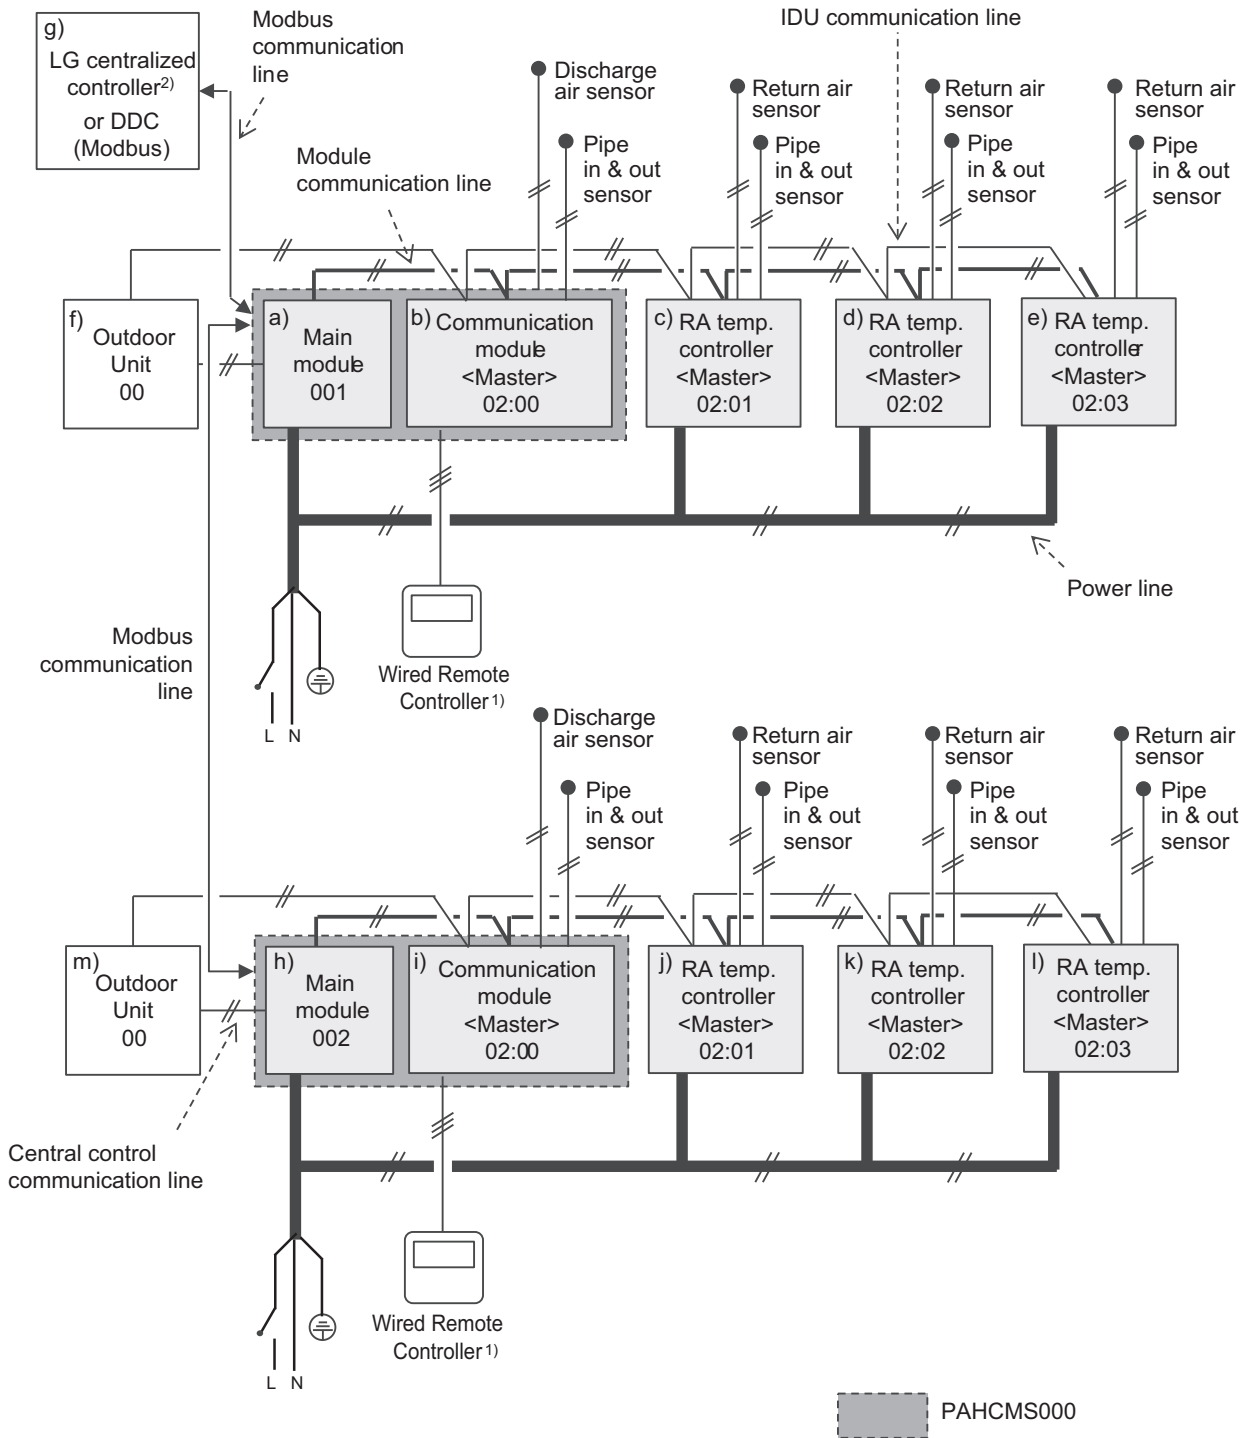 g)
LG centralized
controller2)
or DDC
(Modbus)
Modbus
communication
line
IDU communication line
Module
communication line
Discharge
air sensor
Pipe
in & out
sensor
Return air
sensor
Pipe
in & out
sensor
Return air
sensor
Pipe
in & out
sensor
Return air
sensor
Pipe
in & out
sensor
f)
Outdoor
Unit
00
a)
Main
module
001
b) Communication
module
<Master>
02:00
c) RA temp.
controller
<Master>
02:01
d) RA temp.
controller
<Master>
02:02
e) RA temp.
controller
<Master>
02:03
Power line
Modbus
communication
line
L N
Wired Remote
Controller1)
Discharge
air sensor
Pipe
in & out
sensor
Return air
sensor
Pipe
in & out
sensor
Return air
sensor
Pipe
in & out
sensor
Return air
sensor
Pipe
in & out
sensor
m)
Outdoor
Unit
00
h)
Main
module
002
i) Communication
module
<Master>
02:00
j) RA temp.
controller
<Master>
02:01
k) RA temp.
controller
<Master>
02:02
l) RA temp.
controller
<Master>
02:03
Central control
communication line
L N
Wired Remote
Controller1)
PAHCMS000